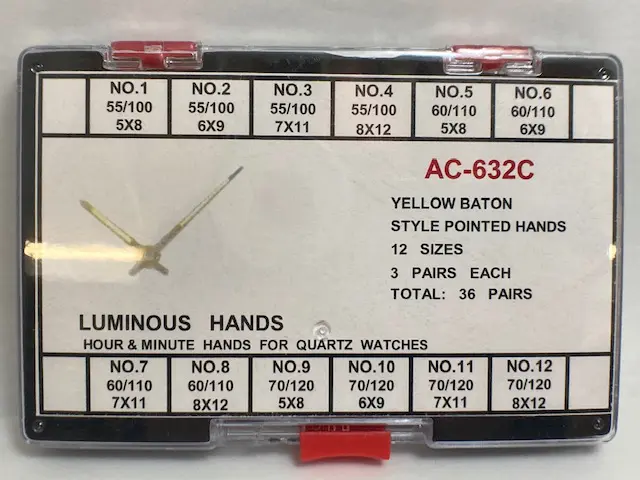 NO.1 NO.2 NO.3 NO.4 NO.5 NO.6
55/100 55/100 55/100 55/100 60/110 60/110
5X8 6X9 7X11 8X12 5X8 6X9
AC-632C
YELLOW BATON
STYLE POINTED HANDS
12 SIZES
3 PAIRS EACH
TOTAL: 36 PAIRS
LUMINOUS HANDS
HOUR & MINUTE HANDS FOR QUARTZ WATCHES
NO.7 NO.8 NO.9 NO.10 NO.11 NO.12
60/110 60/110 70/120 70/120 70/120 70/120
7X11 8X12 5X8 6X9 7X11 8X12